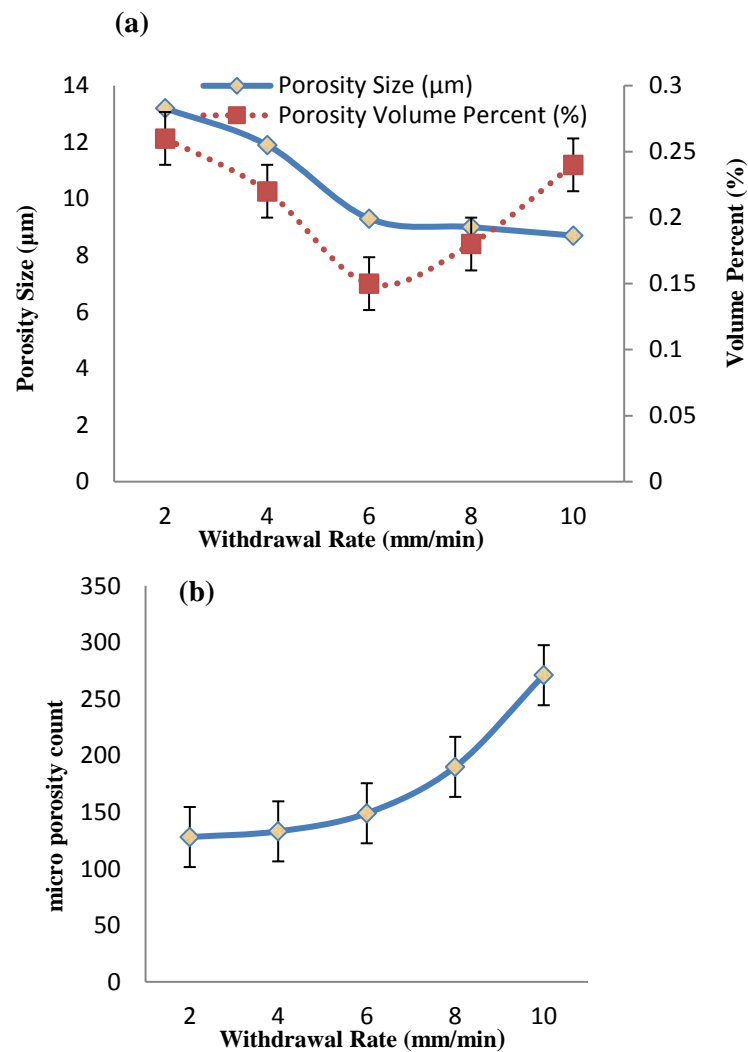 (a)
Porosity Size (µm)
Porosity Volume Percent (%)
14
12
10
8
6
4
2
0
0.3
0.25
0.2
0.15
0.1
0.05
0
Porosity Size (µm)
Volume Percent (%)
2 4 6 8 10
Withdrawal Rate (mm/min)
(b)
350
300
250
200
150
100
50
0
micro porosity count
2 4 6 8 10
Withdrawal Rate (mm/min)